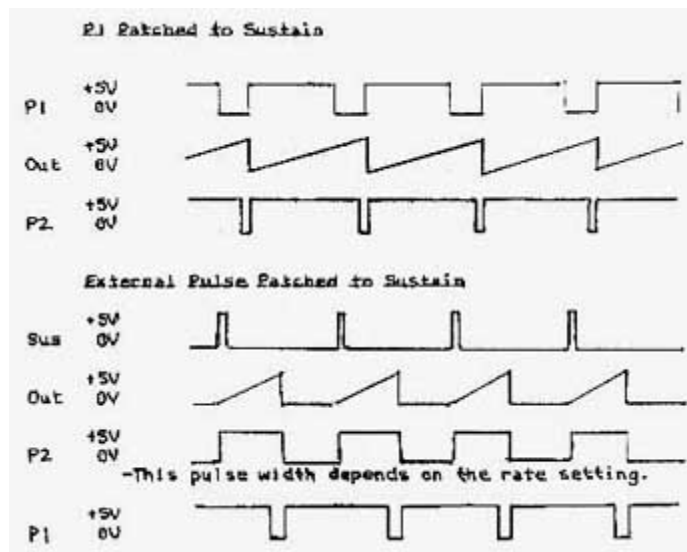 P1 Patched to Sustain
+5V
P1 0V
+5V
Out 0V
+5V
P2 0V
External Pulse Patched to Sustain
+5V
Sus 0V
+5V
Out 0V
+5V
P2 0V
-This pulse width depends on the rate setting.
+5V
P1 0V